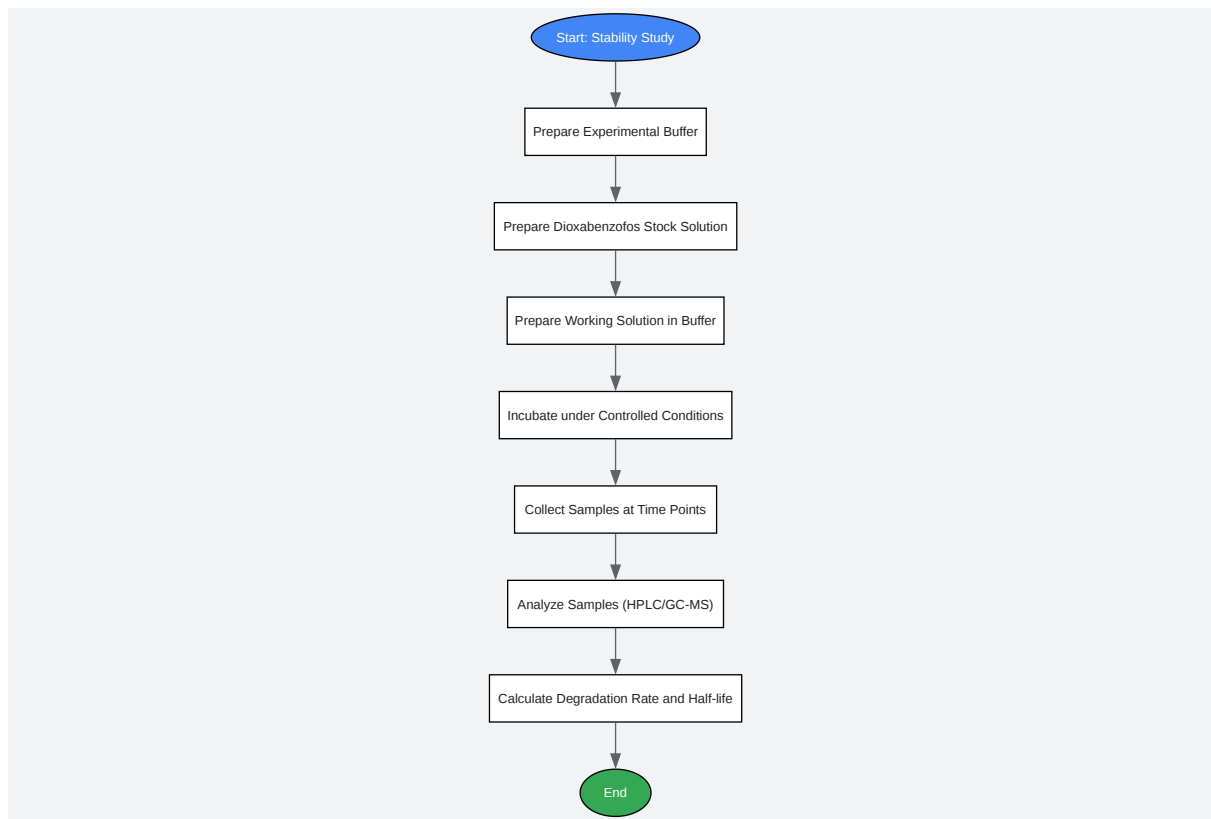 Start: Stability Study
Prepare Experimental Buffer
Prepare Dioxabenzofos Stock Solution
Prepare Working Solution in Buffer
Incubate under Controlled Conditions
Collect Samples at Time Points
Analyze Samples (HPLC/GC-MS)
Calculate Degradation Rate and Half-life
End